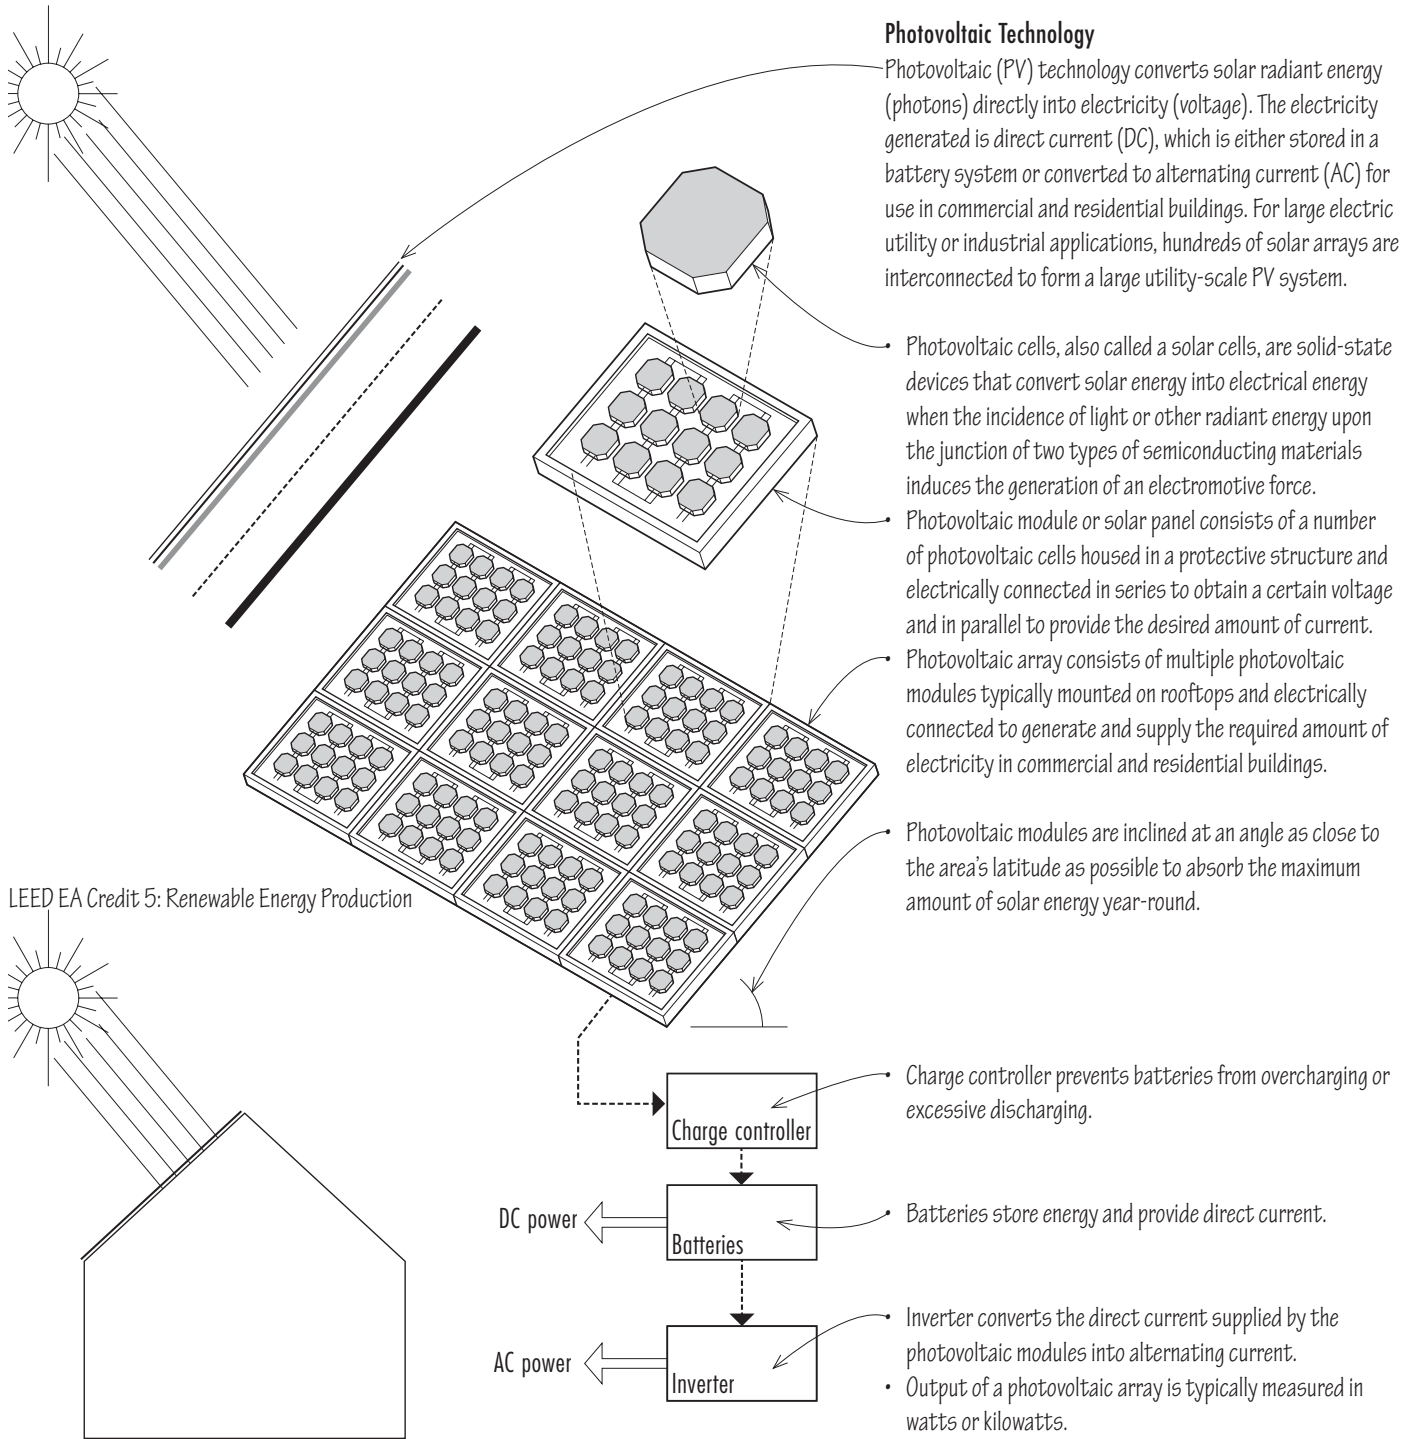 Photovoltaic Technology
Photovoltaic (PV) technology converts solar radiant energy
(photons) directly into electricity (voltage). The electricity
generated is direct current (DC), which is either stored in a
battery system or converted to alternating current (AC) for
use in commercial and residential buildings. For large electric
utility or industrial applications, hundreds of solar arrays are
interconnected to form a large utility-scale PV system.
• Photovoltaic cells, also called a solar cells, are solid-state
devices that convert solar energy into electrical energy
when the incidence of light or other radiant energy upon
the junction of two types of semiconducting materials
induces the generation of an electromotive force.
• Photovoltaic module or solar panel consists of a number
of photovoltaic cells housed in a protective structure and
electrically connected in series to obtain a certain voltage
and in parallel to provide the desired amount of current.
• Photovoltaic array consists of multiple photovoltaic
modules typically mounted on rooftops and electrically
connected to generate and supply the required amount of
electricity in commercial and residential buildings.
• Photovoltaic modules are inclined at an angle as close to
the area's latitude as possible to absorb the maximum
amount of solar energy year-round.
LEED EA Credit 5: Renewable Energy Production
• Charge controller prevents batteries from overcharging or
excessive discharging.
Charge controller
• Batteries store energy and provide direct current.
DC power
Batteries
• Inverter converts the direct current supplied by the
photovoltaic modules into alternating current.
AC power
Inverter
• Output of a photovoltaic array is typically measured in
watts or kilowatts.